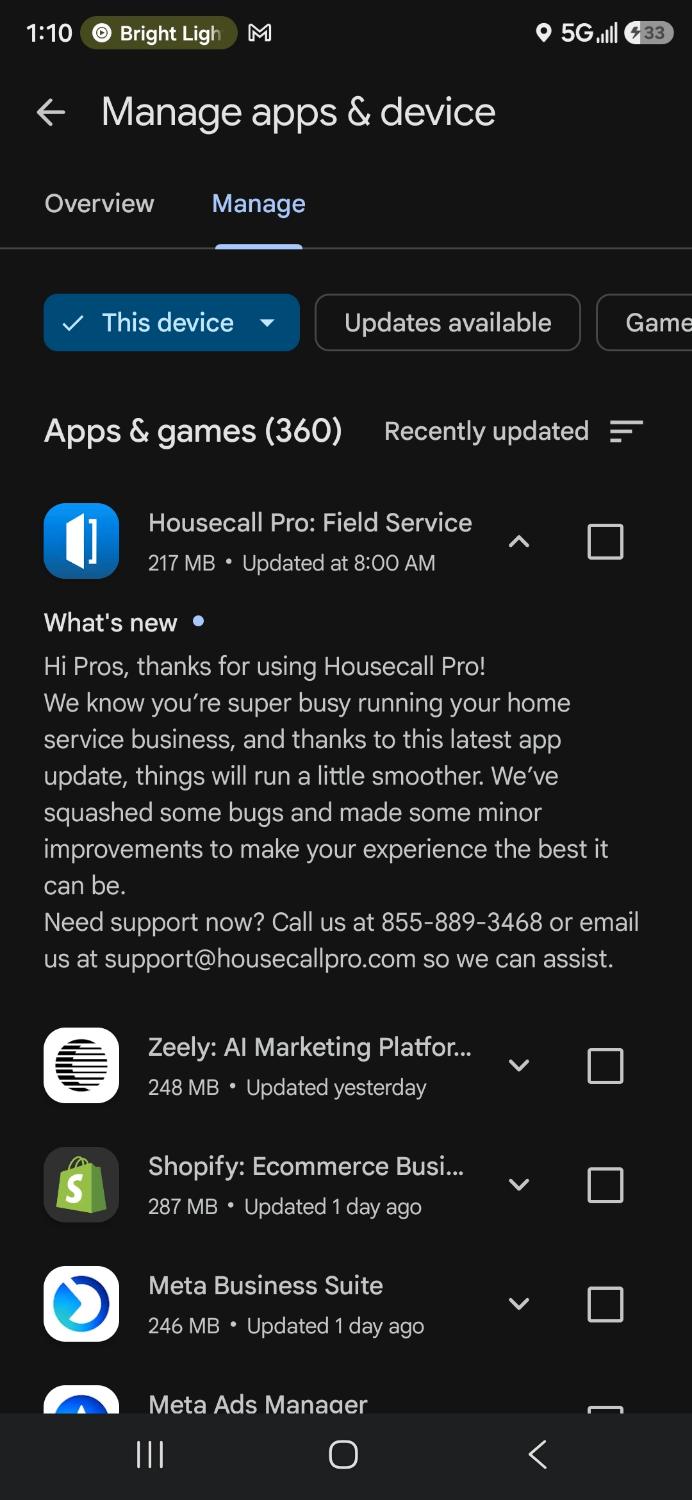 1:10 Bright Ligh 5G 33
Manage apps & device
Overview Manage
This device Updates available Game
Apps & games (360) Recently updated
Housecall Pro: Field Service
217 MB • Updated at 8:00 AM
What's new
Hi Pros, thanks for using Housecall Pro!
We know you’re super busy running your home
service business, and thanks to this latest app
update, things will run a little smoother. We’ve
squashed some bugs and made some minor
improvements to make your experience the best it
can be.
Need support now? Call us at 855-889-3468 or email
us at support@housecallpro.com so we can assist.
Zeely: AI Marketing Platfor...
248 MB • Updated yesterday
Shopify: Ecommerce Busi...
287 MB • Updated 1 day ago
Meta Business Suite
246 MB • Updated 1 day ago
Meta Ads Manager